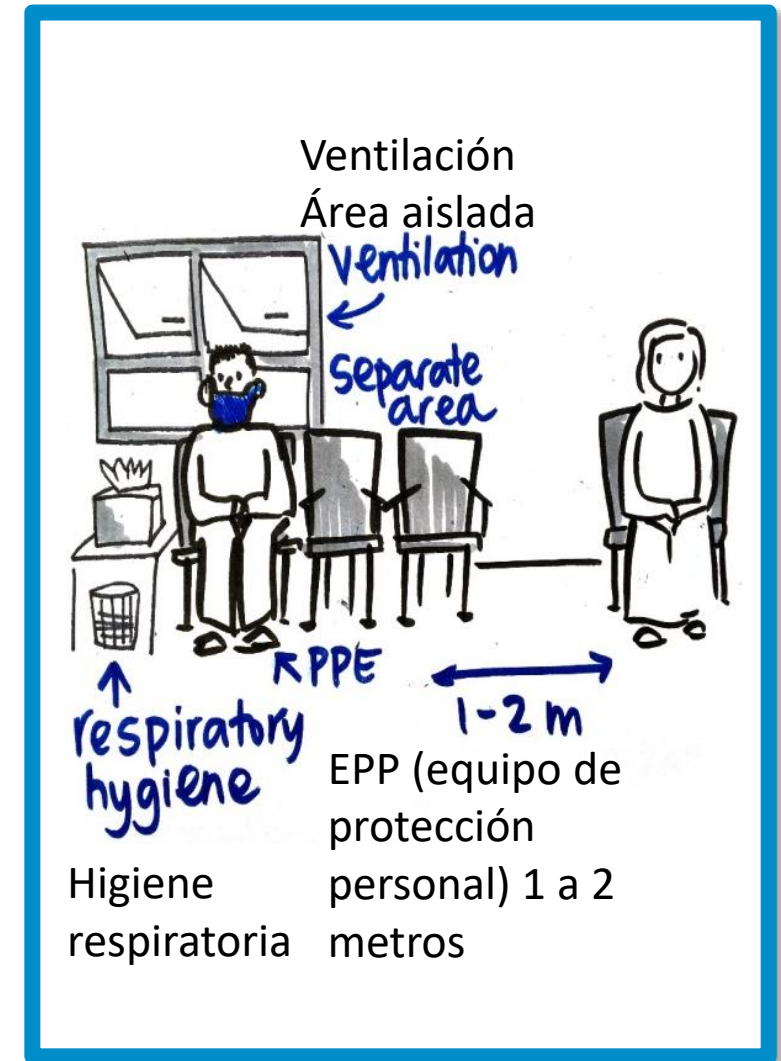 Ventilación
Área aislada
ventilation
separate
area
PPE
1-2 m
respiratory
hygiene
EPP (equipo de
protección
personal) 1 a 2
metros
Higiene
respiratoria